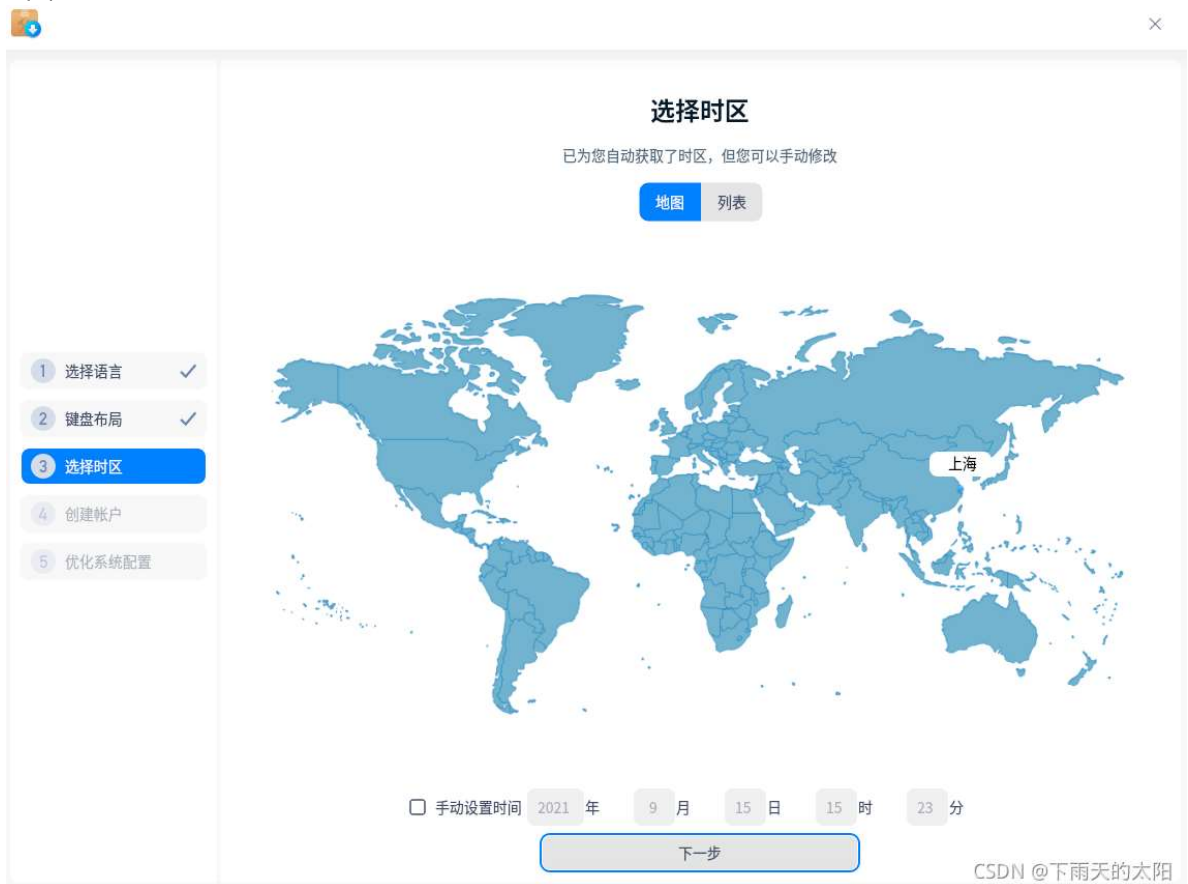 选择时区
已为您自动获取了时区，但您可以手动修改
地图 列表
1 选择语言
2 键盘布局
3 选择时区
4 创建帐户
5 优化系统配置
上海
手动设置时间 2021 年 9 月 15 日 15 时 23 分
下一步
CSDN @下雨天的太阳